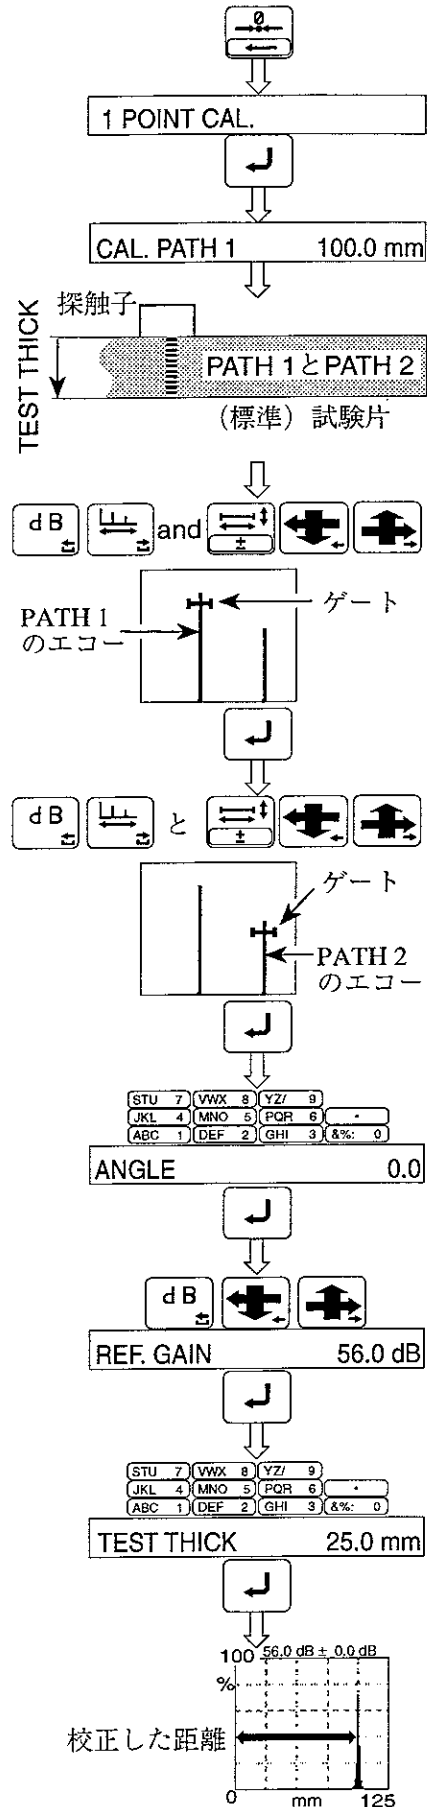 0
1 POINT CAL.
CAL. PATH 1 100.0 mm
TEST THICK
探触子
PATH 1とPATH 2
（標準）試験片
dB and ±
ゲート
PATH 1
のエコー
dB と ±
ゲート
PATH 2
のエコー
STU 7 VWX 8 YZ/ 9
JKL 4 MNO 5 PQR 6 ·
ABC 1 DEF 2 GHI 3 &%: 0
ANGLE 0.0
dB
REF. GAIN 56.0 dB
STU 7 VWX 8 YZ/ 9
JKL 4 MNO 5 PQR 6 ·
ABC 1 DEF 2 GHI 3 &%: 0
TEST THICK 25.0 mm
100 56.0 dB ± 0.0 dB
%
校正した距離
0 mm 125